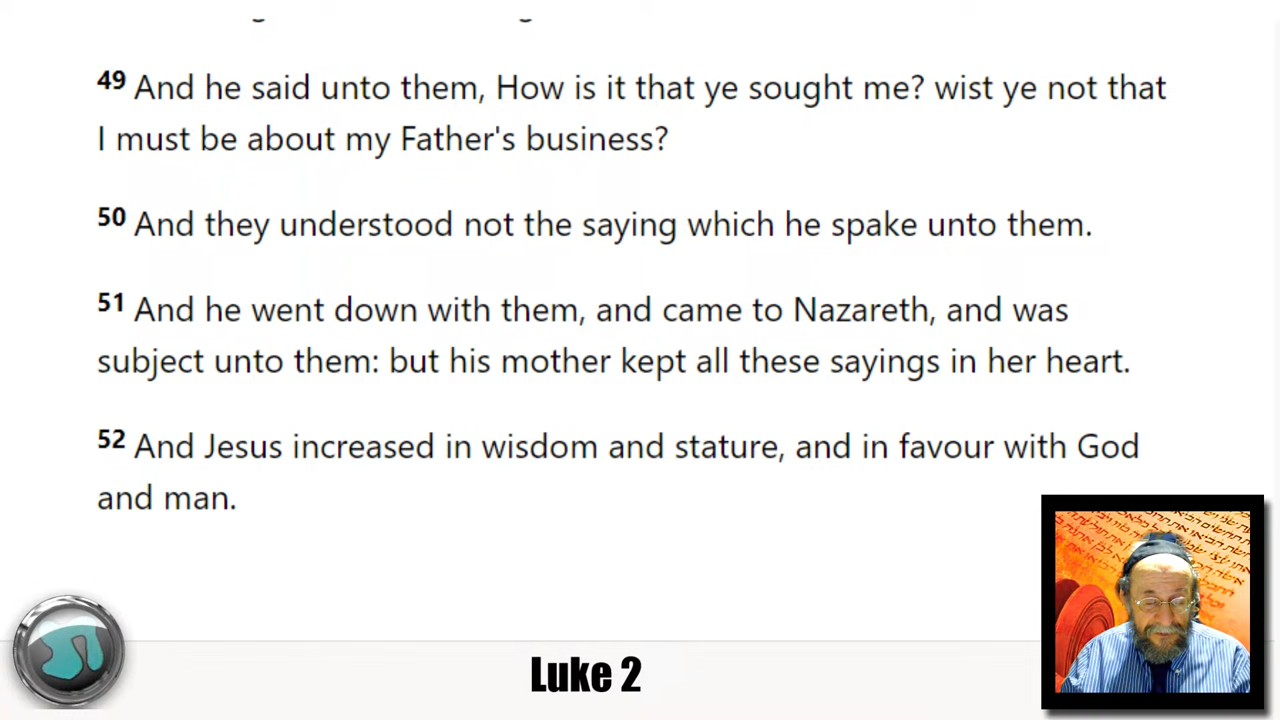 49 And he said unto them, How is it that ye sought me? wist ye not that
I must be about my Father's business?
50 And they understood not the saying which he spake unto them.
51 And he went down with them, and came to Nazareth, and was
subject unto them: but his mother kept all these sayings in her heart.
52 And Jesus increased in wisdom and stature, and in favour with God
and man.
Luke 2